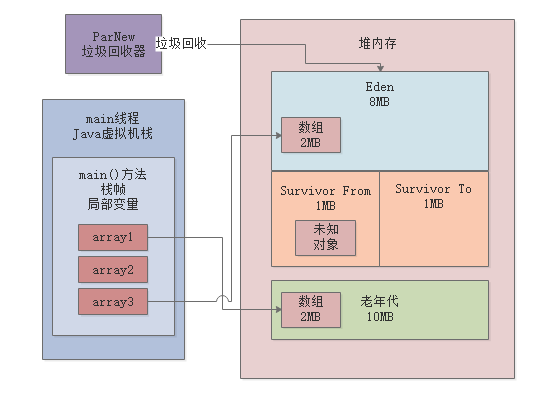 ParNew
垃圾回收器
垃圾回收
堆内存
Eden
8MB
数组
2MB
main线程
Java虚拟机栈
main()方法
栈帧
局部变量
array1
array2
array3
Survivor From
1MB
未知
对象
Survivor To
1MB
数组
2MB
老年代
10MB